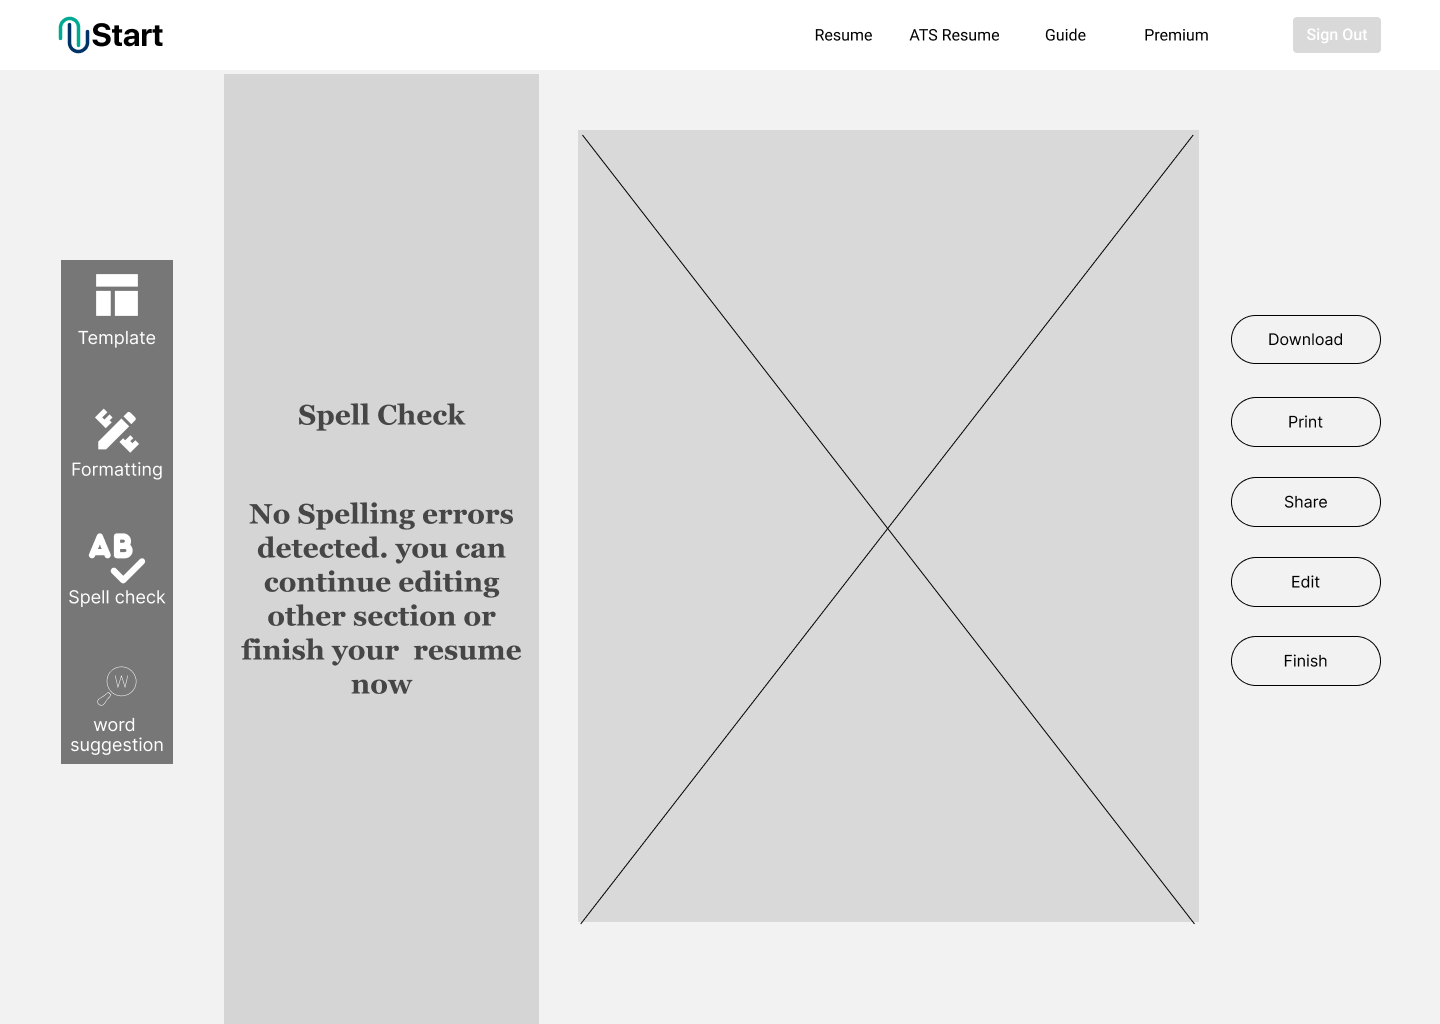 Start
Resume
ATS Resume
Guide
Premium
Sign Out
Template
Formatting
AB
Spell check
W
word
suggestion
Spell Check
No Spelling errors
detected. you can
continue editing
other section or
finish your  resume
now
Download
Print
Share
Edit
Finish